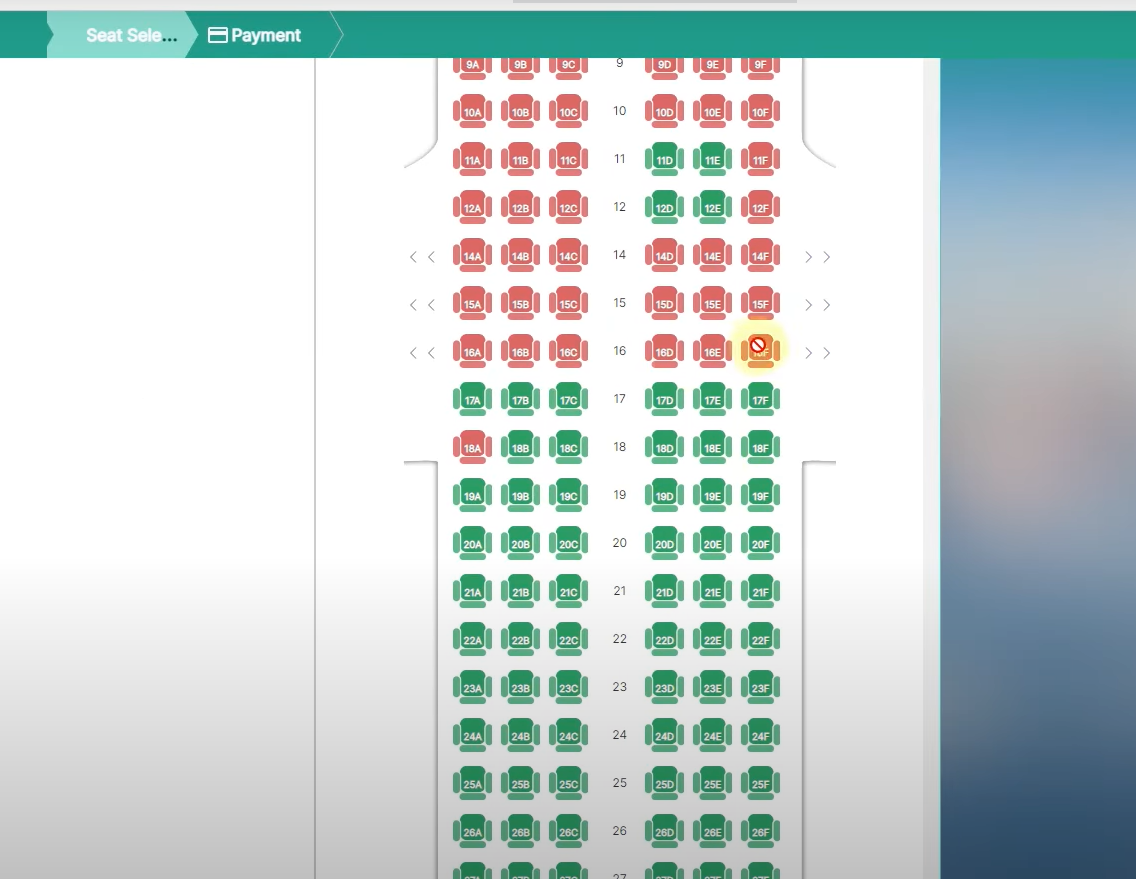 Seat Sele... Payment
9A 9B 9C 9 9D 9E 9F
10A 10B 10C 10 10D 10E 10F
11A 11B 11C 11 11D 11E 11F
12A 12B 12C 12 12D 12E 12F
14A 14B 14C 14 14D 14E 14F
15A 15B 15C 15 15D 15E 15F
16A 16B 16C 16 16D 16E
17A 17B 17C 17 17D 17E 17F
18A 18B 18C 18 18D 18E 18F
19A 19B 19C 19 19D 19E 19F
20A 20B 20C 20 20D 20E 20F
21A 21B 21C 21 21D 21E 21F
22A 22B 22C 22 22D 22E 22F
23A 23B 23C 23 23D 23E 23F
24A 24B 24C 24 24D 24E 24F
25A 25B 25C 25 25D 25E 25F
26A 26B 26C 26 26D 26E 26F